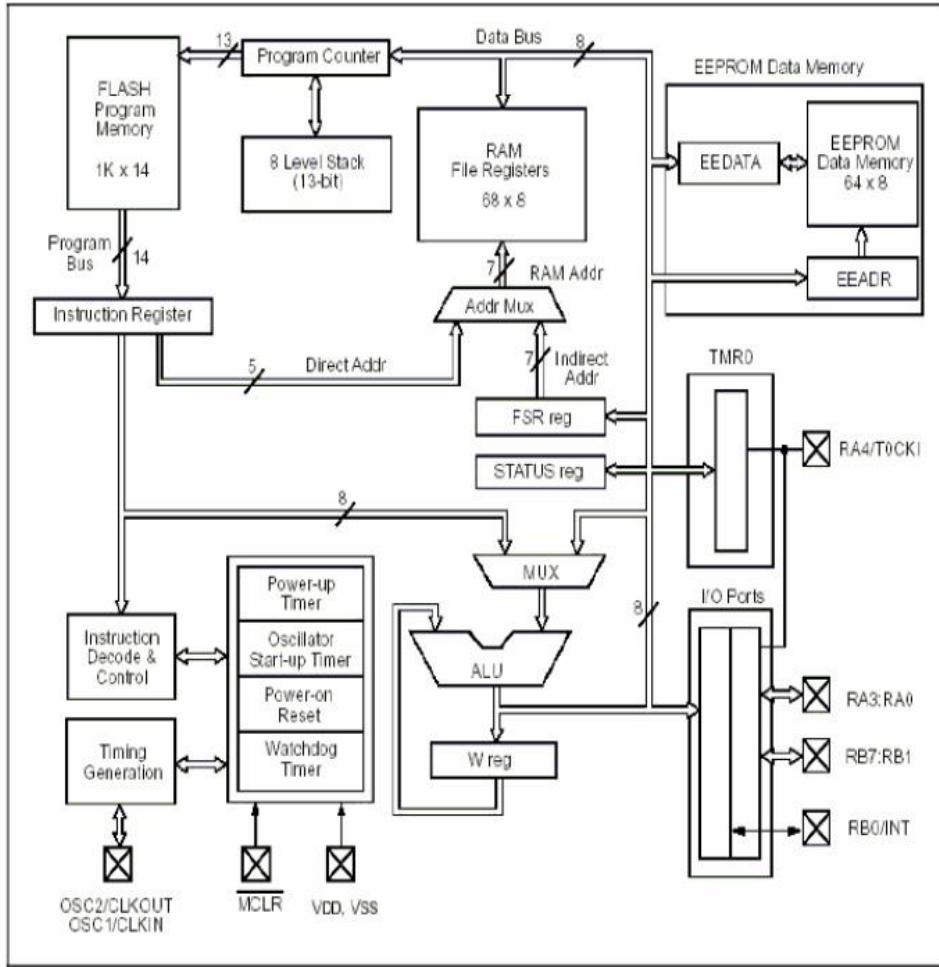 13
Program Counter
Data Bus
8
EEPROM Data Memory
FLASH
Program
Memory
1K x 14
8 Level Stack
(13-bit)
RAM
File Registers
68 x 8
EEDATA
EEPROM
Data Memory
64 x 8
Program
Bus
14
7
RAM Addr
EEADR
Instruction Register
Addr Mux
5
Direct Addr
7
Indirect
Addr
TMR0
FSR reg
RA4/T0CKI
STATUS reg
8
MUX
I/O Ports
Power-up
Timer
8
Instruction
Decode &
Control
Oscillator
Start-up Timer
ALU
Power-on
Reset
RA3:RA0
Timing
Generation
Watchdog
Timer
W reg
RB7:RB1
RB0/INT
OSC2/CLKOUT
OSC1/CLKIN
MCLR
VDD, VSS